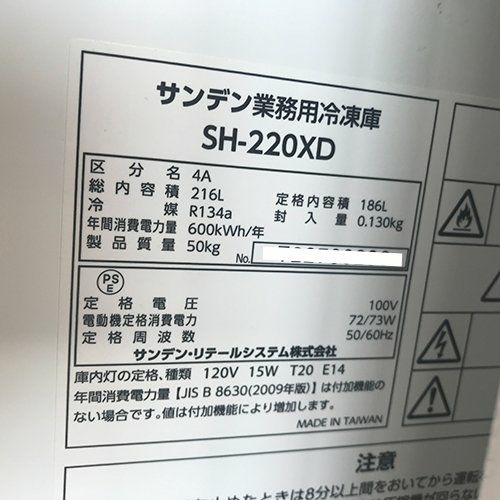 サンデン業務用冷凍庫
SH-220XD
区分名 4A
総内容積 216L 定格内容積 186L
冷媒 R134a 封入量 0.130kg
年間消費電力量 600kWh/年
製品質量 50kg No.
PS
E
定格電圧 100V
電動機定格消費電力 72/73W
定格周波数 50/60Hz
サンデン・リテールシステム株式会社
庫内灯の定格、種類 120V 15W T20 E14
年間消費電力量【JIS B 8630(2009年版)】は付加機能の
ない場合です。値は付加機能により増加します。
MADE IN TAIWAN
注意